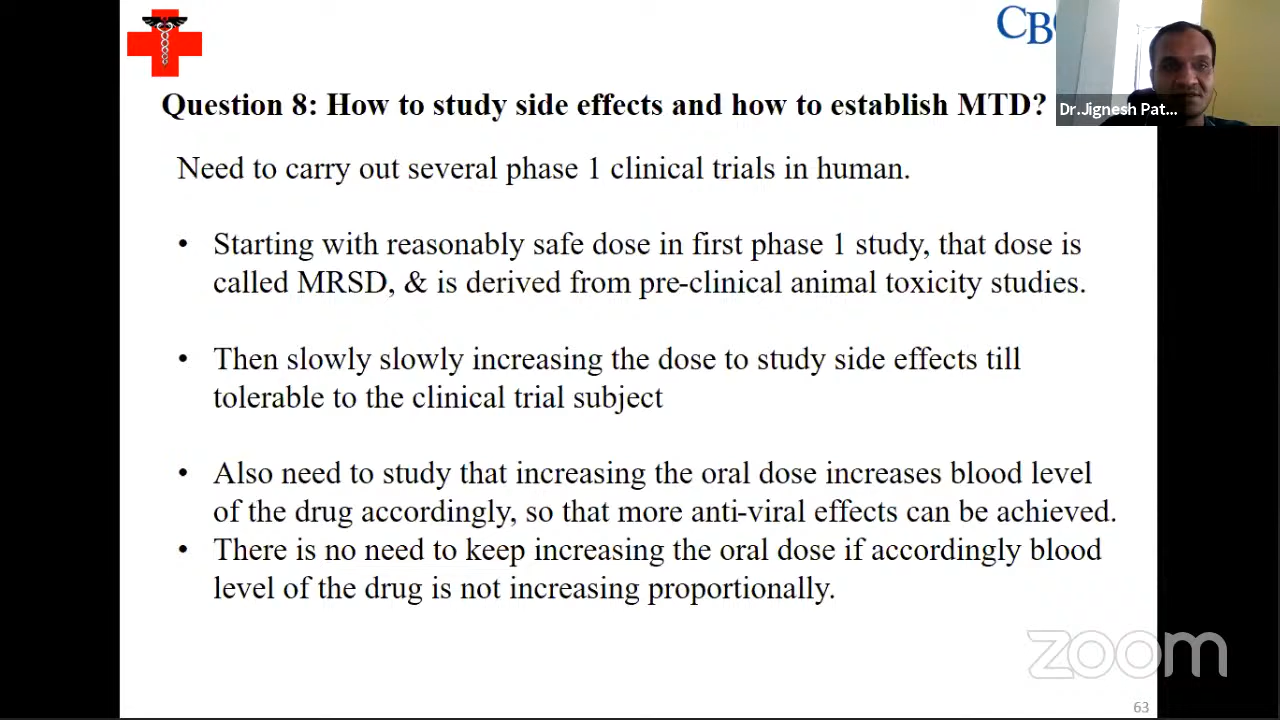 CB
Question 8: How to study side effects and how to establish MTD?
Dr.Jignesh Pat...
Need to carry out several phase 1 clinical trials in human.
• Starting with reasonably safe dose in first phase 1 study, that dose is
called MRSD, & is derived from pre-clinical animal toxicity studies.
• Then slowly slowly increasing the dose to study side effects till
tolerable to the clinical trial subject
• Also need to study that increasing the oral dose increases blood level
of the drug accordingly, so that more anti-viral effects can be achieved.
• There is no need to keep increasing the oral dose if accordingly blood
level of the drug is not increasing proportionally.
zoom
63